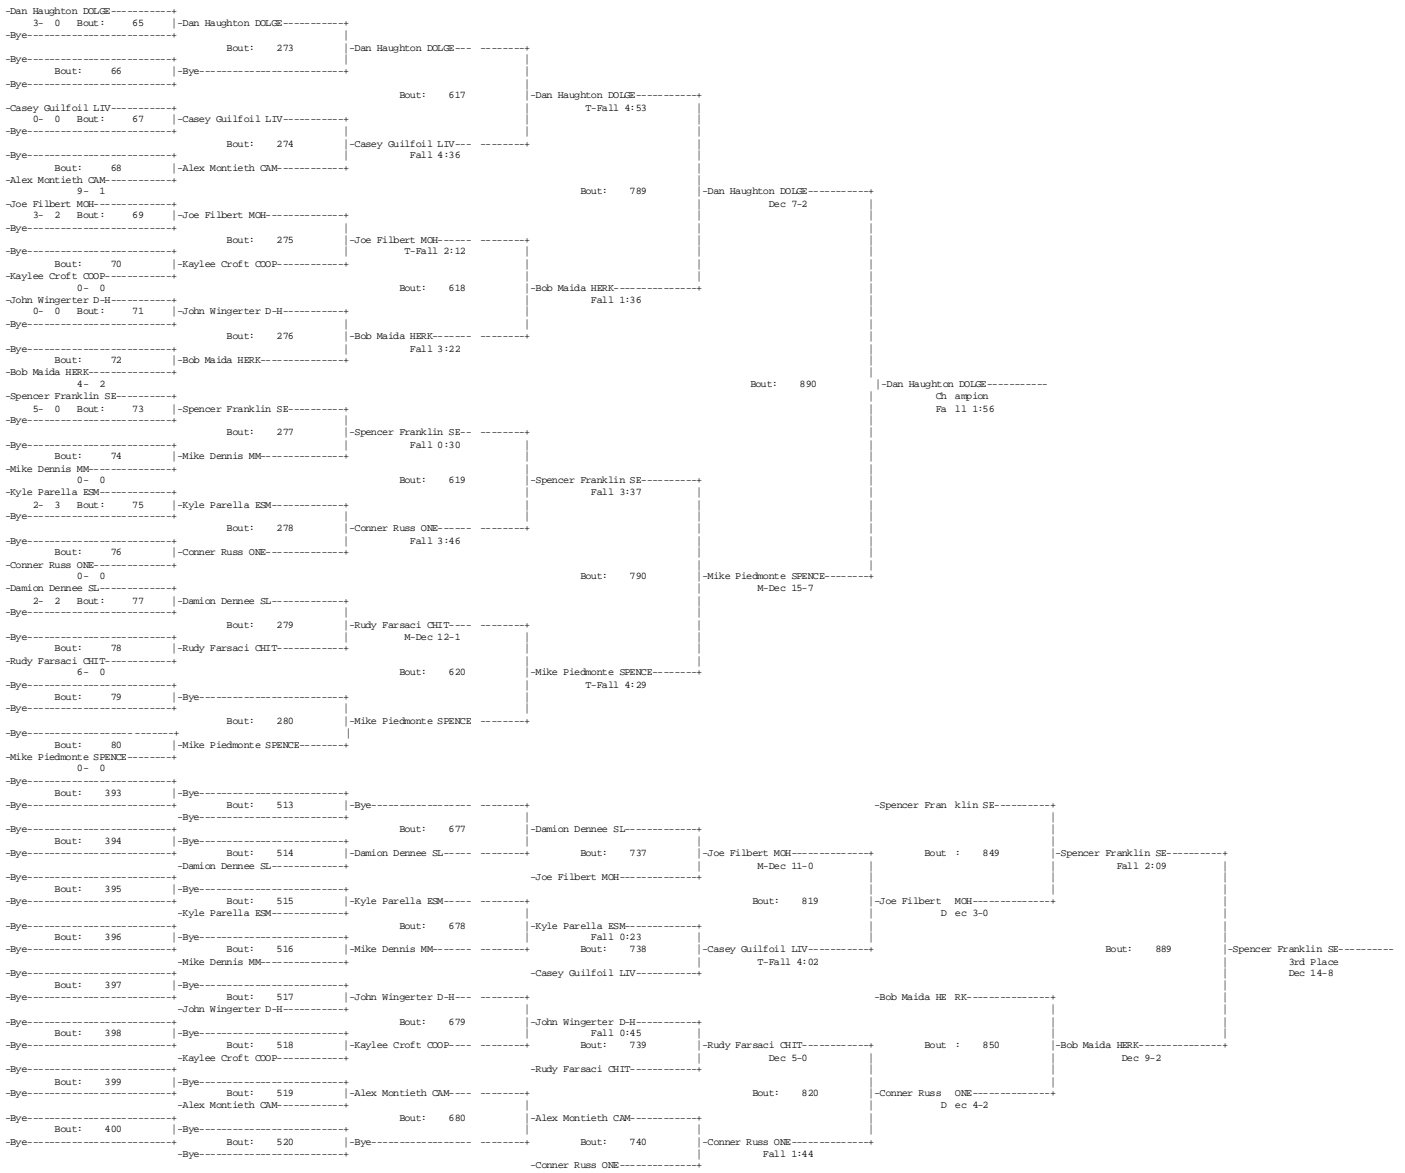 -Dan Haughton DOLGE-----------+
3- 0 Bout: 65 |-Dan Haughton DOLGE-----------+
-Bye--------------------------+ |
Bout: 273 |-Dan Haughton DOLGE--- --------+
-Bye--------------------------+ | |
Bout: 66 |-Bye--------------------------+ |
-Bye--------------------------+ |
Bout: 617 |-Dan Haughton DOLGE-----------+
-Casey Guilfoil LIV-----------+ | T-Fall 4:53 |
0- 0 Bout: 67 |-Casey Guilfoil LIV-----------+ | |
-Bye--------------------------+ | | |
Bout: 274 |-Casey Guilfoil LIV--- --------+ |
-Bye--------------------------+ | Fall 4:36 |
Bout: 68 |-Alex Montieth CAM------------+ |
-Alex Montieth CAM------------+ |
9- 1 Bout: 789 |-Dan Haughton DOLGE-----------+
-Joe Filbert MOH--------------+ | Dec 7-2 |
3- 2 Bout: 69 |-Joe Filbert MOH--------------+ | |
-Bye--------------------------+ | | |
Bout: 275 |-Joe Filbert MOH------ --------+ | |
-Bye--------------------------+ | T-Fall 2:12 | | |
Bout: 70 |-Kaylee Croft COOP------------+ | | |
-Kaylee Croft COOP------------+ | | |
0- 0 Bout: 618 |-Bob Maida HERK---------------+ |
-John Wingerter D-H-----------+ | Fall 1:36 |
0- 0 Bout: 71 |-John Wingerter D-H-----------+ | |
-Bye--------------------------+ | | |
Bout: 276 |-Bob Maida HERK------- --------+ |
-Bye--------------------------+ | Fall 3:22 |
Bout: 72 |-Bob Maida HERK---------------+ |
-Bob Maida HERK---------------+ |
4- 2 Bout: 890 |-Dan Haughton DOLGE-----------
-Spencer Franklin SE----------+ | Ch ampion
5- 0 Bout: 73 |-Spencer Franklin SE----------+ | Fa ll 1:56
-Bye--------------------------+ | |
Bout: 277 |-Spencer Franklin SE-- --------+ |
-Bye--------------------------+ | Fall 0:30 | |
Bout: 74 |-Mike Dennis MM---------------+ | |
-Mike Dennis MM---------------+ | |
0- 0 Bout: 619 |-Spencer Franklin SE----------+ |
-Kyle Parella ESM-------------+ | Fall 3:37 | |
2- 3 Bout: 75 |-Kyle Parella ESM-------------+ | | |
-Bye--------------------------+ | | | |
Bout: 278 |-Conner Russ ONE------ --------+ | |
-Bye--------------------------+ | Fall 3:46 | |
Bout: 76 |-Conner Russ ONE--------------+ | |
-Conner Russ ONE--------------+ | |
0- 0 Bout: 790 |-Mike Piedmonte SPENCE--------+
-Damion Dennee SL-------------+ | M-Dec 15-7
2- 2 Bout: 77 |-Damion Dennee SL-------------+ |
-Bye--------------------------+ | |
Bout: 279 |-Rudy Farsaci CHIT---- --------+ |
-Bye--------------------------+ | M-Dec 12-1 | |
Bout: 78 |-Rudy Farsaci CHIT------------+ | |
-Rudy Farsaci CHIT------------+ | |
6- 0 Bout: 620 |-Mike Piedmonte SPENCE--------+
-Bye--------------------------+ | T-Fall 4:29
Bout: 79 |-Bye--------------------------+ |
-Bye--------------------------+ | |
Bout: 280 |-Mike Piedmonte SPENCE --------+
-Bye--------------------------+ |
Bout: 80 |-Mike Piedmonte SPENCE--------+
-Mike Piedmonte SPENCE--------+
0- 0
-Bye--------------------------+
Bout: 393 |-Bye--------------------------+
-Bye--------------------------+ Bout: 513 |-Bye------------------ --------+ -Spencer Fran klin SE----------+
-Bye--------------------------+ | |
-Bye--------------------------+ Bout: 677 |-Damion Dennee SL-------------+ |
Bout: 394 |-Bye--------------------------+ | | |
-Bye--------------------------+ Bout: 514 |-Damion Dennee SL----- --------+ Bout: 737 |-Joe Filbert MOH--------------+ Bout : 849 |-Spencer Franklin SE----------+
-Damion Dennee SL-------------+ | M-Dec 11-0 | | Fall 2:09 |
-Bye--------------------------+ -Joe Filbert MOH--------------+ | | |
Bout: 395 |-Bye--------------------------+ | | |
-Bye--------------------------+ Bout: 515 |-Kyle Parella ESM----- --------+ Bout: 819 |-Joe Filbert MOH--------------+ |
-Kyle Parella ESM-------------+ | | D ec 3-0 |
-Bye--------------------------+ Bout: 678 |-Kyle Parella ESM-------------+ | |
Bout: 396 |-Bye--------------------------+ | Fall 0:23 | | |
-Bye--------------------------+ Bout: 516 |-Mike Dennis MM------- --------+ Bout: 738 |-Casey Guilfoil LIV-----------+ Bout: 889 |-Spencer Franklin SE----------
-Mike Dennis MM---------------+ | T-Fall 4:02 | 3rd Place
-Bye--------------------------+ -Casey Guilfoil LIV-----------+ | Dec 14-8
Bout: 397 |-Bye--------------------------+ |
-Bye--------------------------+ Bout: 517 |-John Wingerter D-H--- --------+ -Bob Maida HE RK---------------+ |
-John Wingerter D-H-----------+ | | |
-Bye--------------------------+ Bout: 679 |-John Wingerter D-H-----------+ | |
Bout: 398 |-Bye--------------------------+ | Fall 0:45 | | |
-Bye--------------------------+ Bout: 518 |-Kaylee Croft COOP---- --------+ Bout: 739 |-Rudy Farsaci CHIT------------+ Bout : 850 |-Bob Maida HERK---------------+
-Kaylee Croft COOP------------+ | Dec 5-0 | | Dec 9-2
-Bye--------------------------+ -Rudy Farsaci CHIT------------+ | |
Bout: 399 |-Bye--------------------------+ | |
-Bye--------------------------+ Bout: 519 |-Alex Montieth CAM---- --------+ Bout: 820 |-Conner Russ ONE--------------+
-Alex Montieth CAM------------+ | | D ec 4-2
-Bye--------------------------+ Bout: 680 |-Alex Montieth CAM------------+ |
Bout: 400 |-Bye--------------------------+ | | |
-Bye--------------------------+ Bout: 520 |-Bye------------------ --------+ Bout: 740 |-Conner Russ ONE--------------+
-Bye--------------------------+ | Fall 1:44
-Conner Russ ONE--------------+